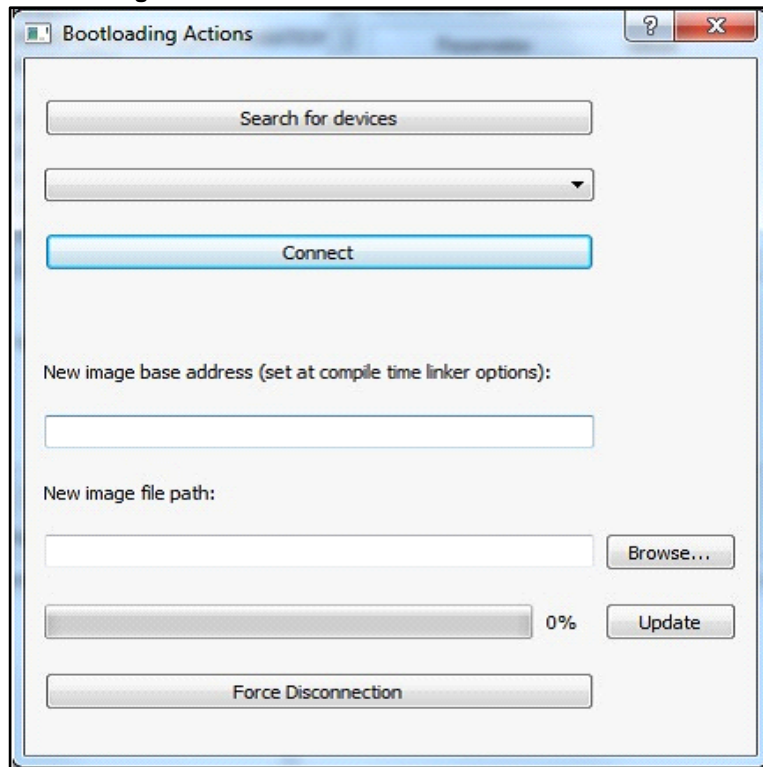 Bootloading Actions
Search for devices
Connect
New image base address (set at compile time linker options):
New image file path:
Browse...
0%
Update
Force Disconnection